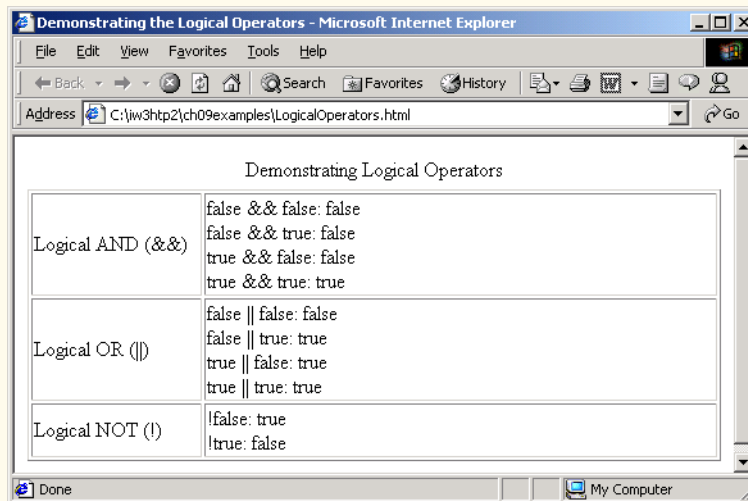 Demonstrating the Logical Operators - Microsoft Internet Explorer
File Edit View Favorites Tools Help
Back Search Favorites History
Address C:\iw3htp2\ch09examples\LogicalOperators.html Go
Demonstrating Logical Operators
Logical AND (&&)
false && false: false
false && true: false
true && false: false
true && true: true
Logical OR (||)
false || false: false
false || true: true
true || false: true
true || true: true
Logical NOT (!)
!false: true
!true: false
Done My Computer